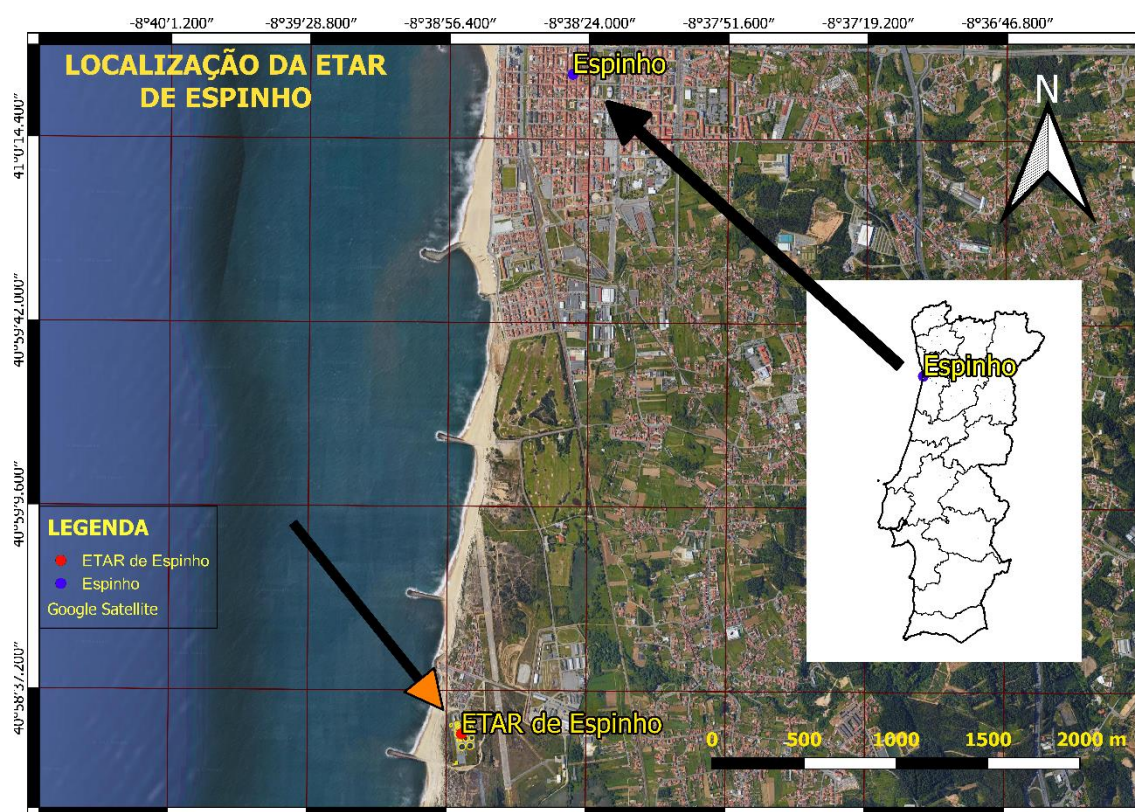 -8°40′1.200″ -8°39′28.800″ -8°38′56.400″ -8°38′24.000″ -8°37′51.600″ -8°37′19.200″ -8°36′46.800″
LOCALIZAÇÃO DA ETAR
DE ESPINHO
Espinho
N
41°0′14.400″
40°59′42.000″
Espinho
40°59′9.600″
LEGENDA
ETAR de Espinho
Espinho
Google Satellite
40°58′37.200″
ETAR de Espinho
0 500 1000 1500 2000 m